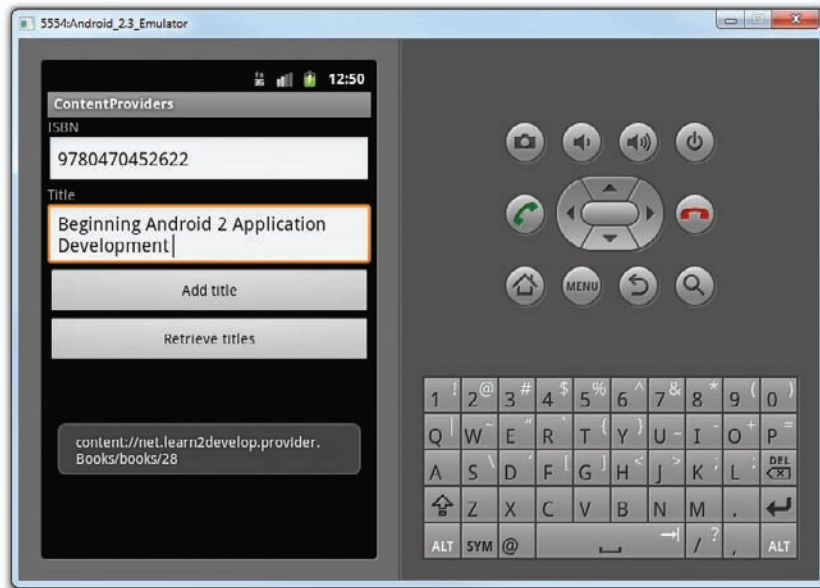 5554:Android_2.3_Emulator
12:50
ContentProviders
ISBN
9780470452622
Title
Beginning Android 2 Application
Development
Add title
Retrieve titles
content://net.learn2develop.provider.
Books/books/28
MENU
1 ! 2 @ 3 # 4 $ 5 % 6 ^ 7 & 8 * 9 ( 0 )
Q | W ~ E " R ` T { Y } U _ I - O + P =
A S \ D ' F [ G ] H < J > K ; L : DEL
Z X C V B N M .
ALT SYM @ / ? , ALT